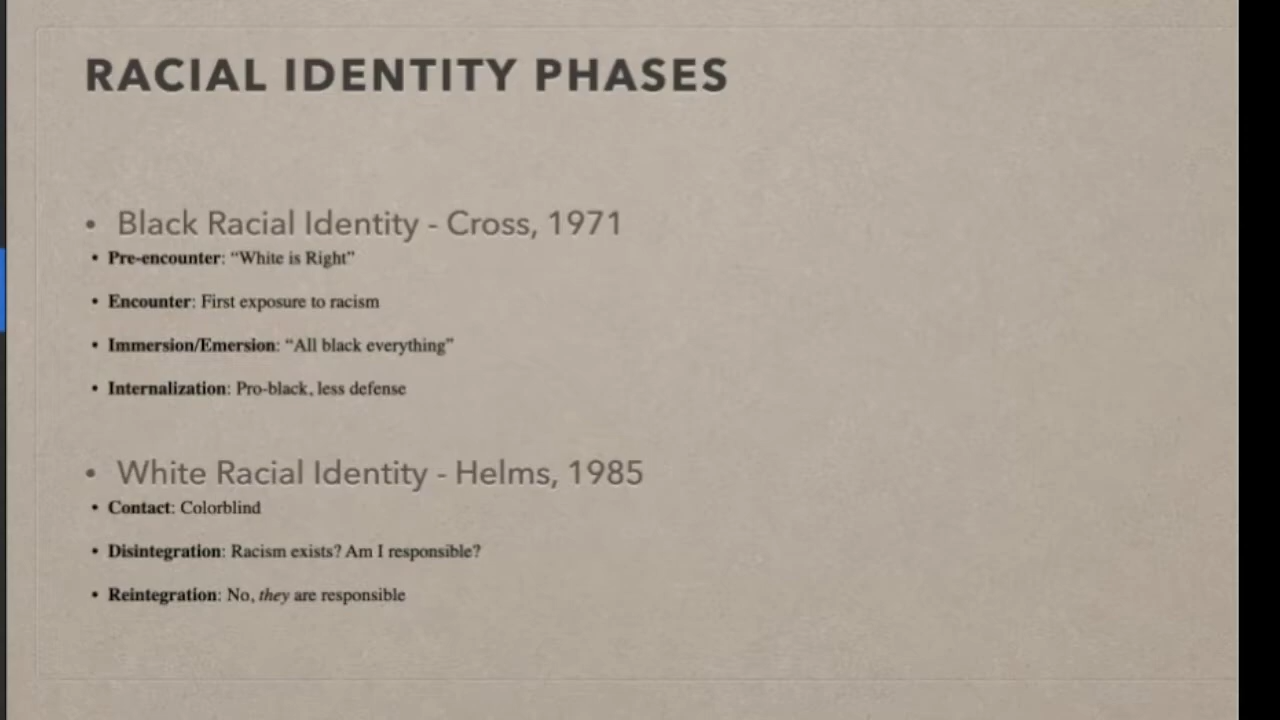 RACIAL IDENTITY PHASES
• Black Racial Identity - Cross, 1971
• Pre-encounter: “White is Right”
• Encounter: First exposure to racism
• Immersion/Emersion: “All black everything”
• Internalization: Pro-black, less defense
• White Racial Identity - Helms, 1985
• Contact: Colorblind
• Disintegration: Racism exists? Am I responsible?
• Reintegration: No, they are responsible